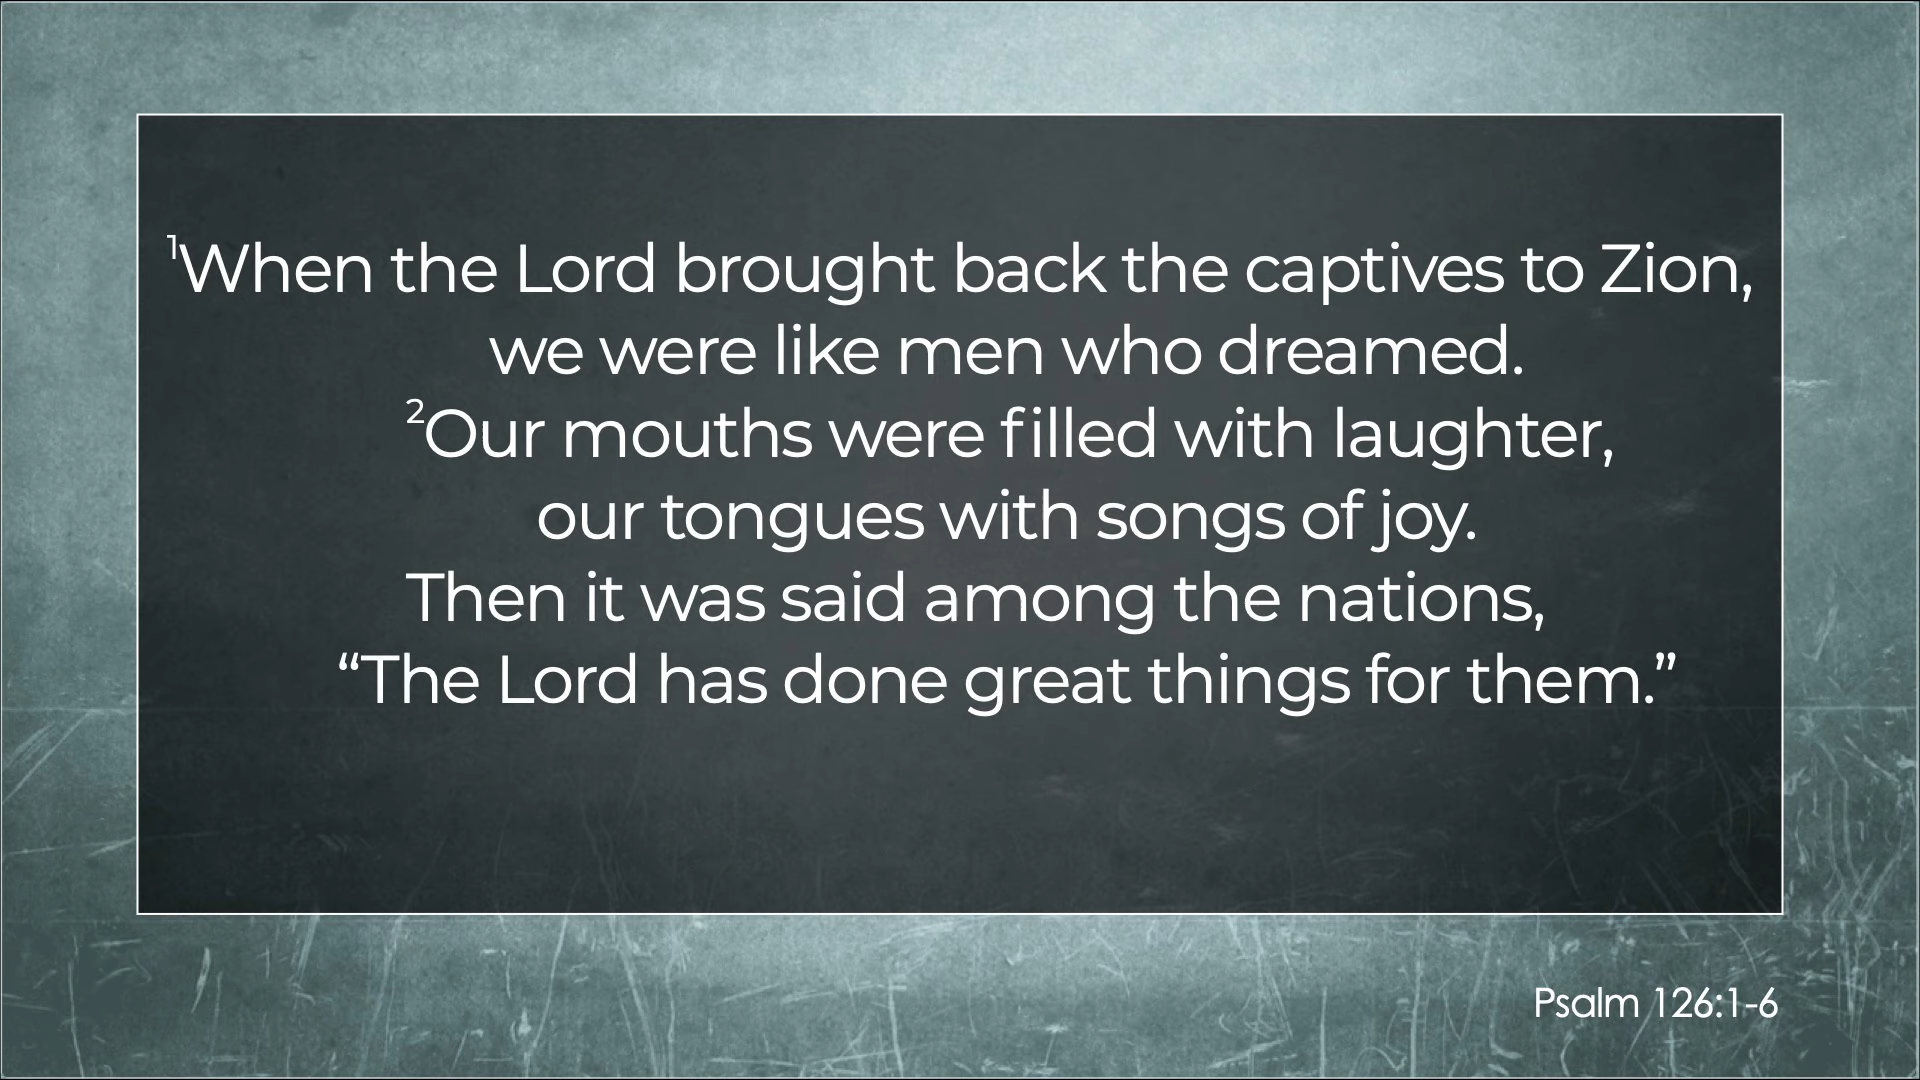 ¹When the Lord brought back the captives to Zion,
we were like men who dreamed.
²Our mouths were filled with laughter,
our tongues with songs of joy.
Then it was said among the nations,
“The Lord has done great things for them.”
Psalm 126:1-6